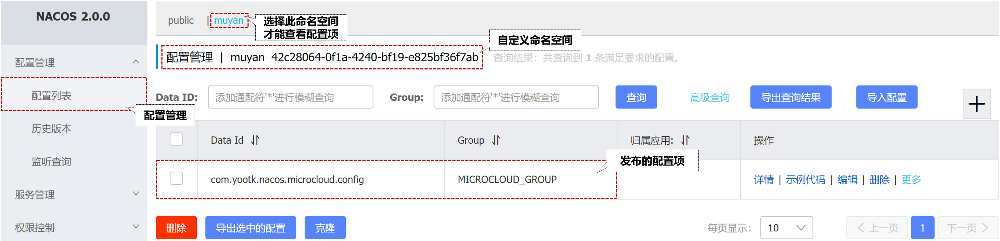 NACOS 2.0.0
配置管理
配置列表
配置管理
历史版本
监听查询
服务管理
权限控制
public | muyan
选择此命名空间
才能查看配置项
自定义命名空间
配置管理 | muyan 42c28064-0f1a-4240-bf19-e825bf36f7ab
查询结果：共查询到 1 条满足要求的配置。
Data ID: 添加通配符'*'进行模糊查询 Group: 添加通配符'*'进行模糊查询 查询 高级查询 导出查询结果 导入配置
Data Id Group 归属应用: 操作
发布的配置项
com.yootk.nacos.microcloud.config MICROCLOUD_GROUP 详情 | 示例代码 | 编辑 | 删除 | 更多
删除 导出选中的配置 克隆 每页显示： 10 上一页 1 下一页